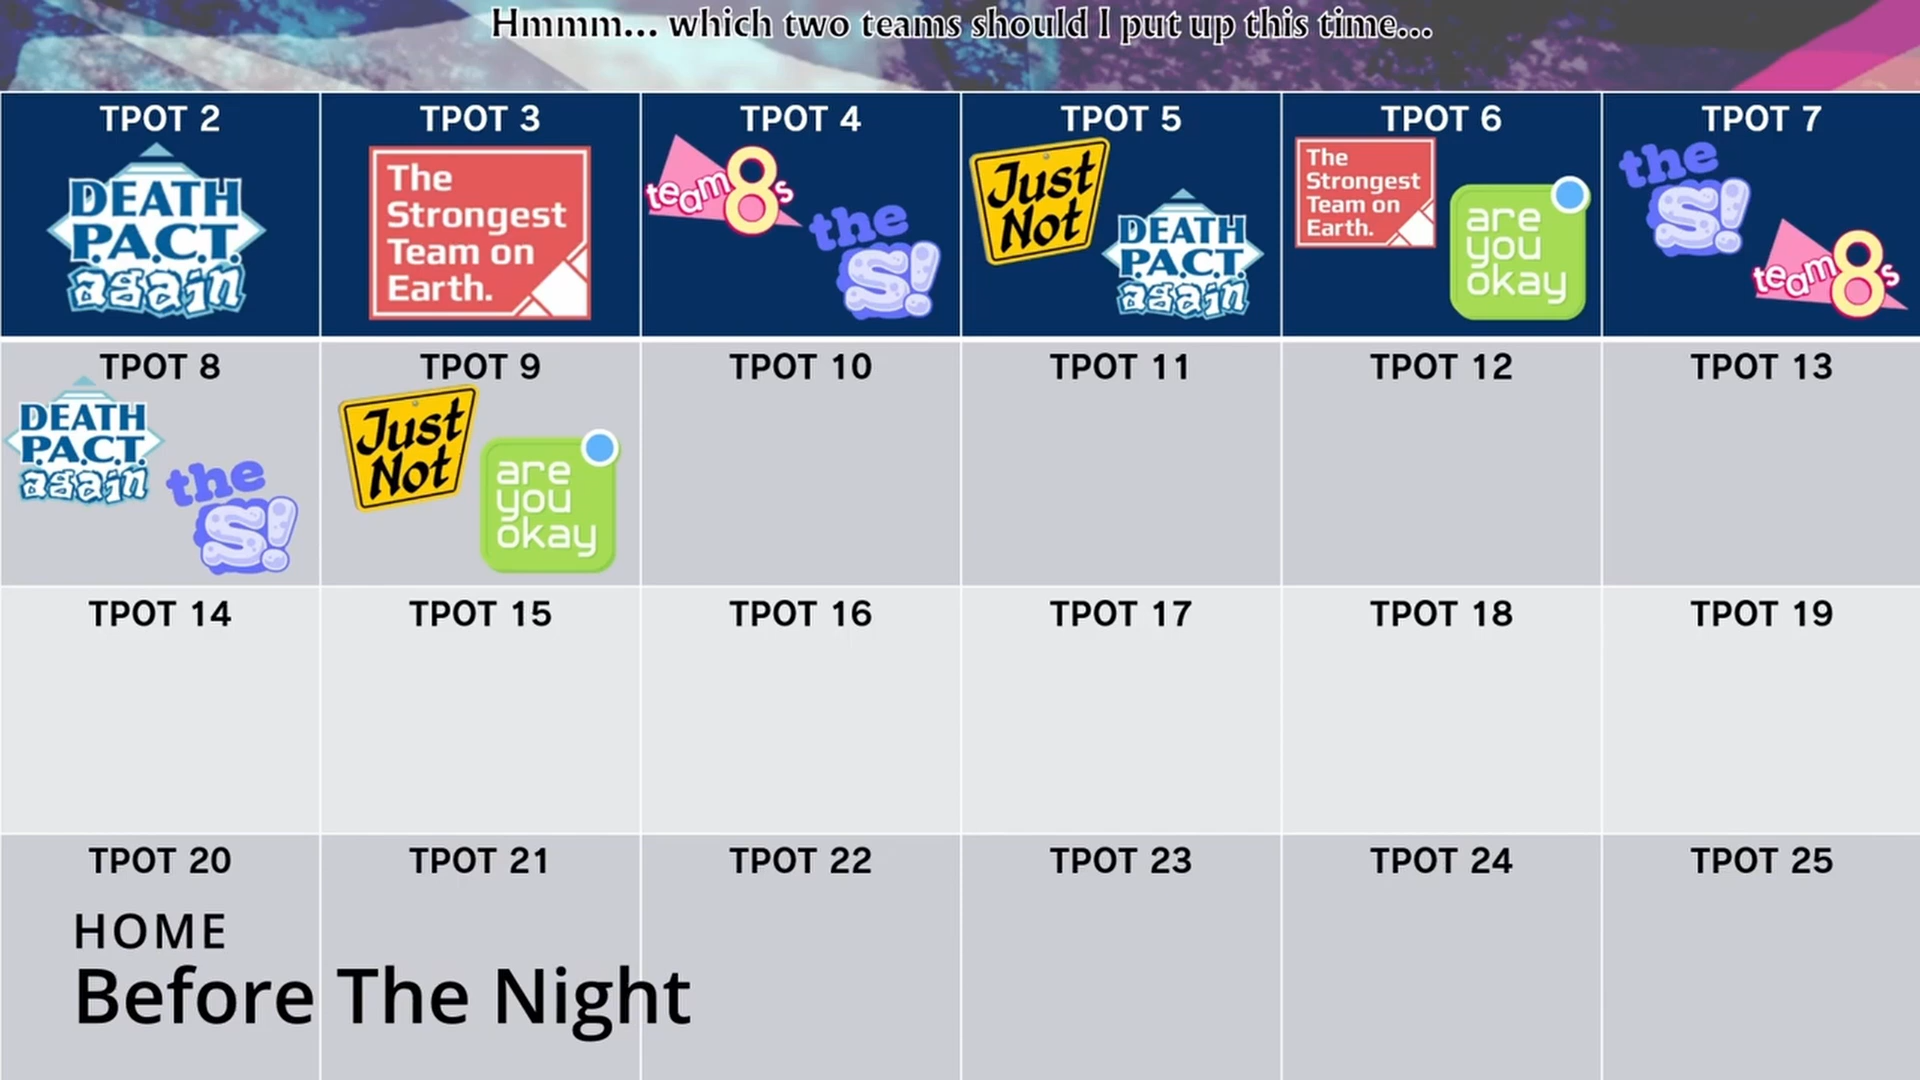 Hmmm... which two teams should I put up this time...
TPOT 2
DEATH
P.A.C.T.
again
TPOT 3
The
Strongest
Team on
Earth.
TPOT 4
team8s
the
S!
TPOT 5
Just
Not
DEATH
P.A.C.T.
again
TPOT 6
The
Strongest
Team on
Earth.
are
you
okay
TPOT 7
the
S!
team8s
TPOT 8
DEATH
P.A.C.T.
again
the
S!
TPOT 9
Just
Not
are
you
okay
TPOT 10
TPOT 11
TPOT 12
TPOT 13
TPOT 14
TPOT 15
TPOT 16
TPOT 17
TPOT 18
TPOT 19
TPOT 20
TPOT 21
TPOT 22
TPOT 23
TPOT 24
TPOT 25
HOME
Before The Night